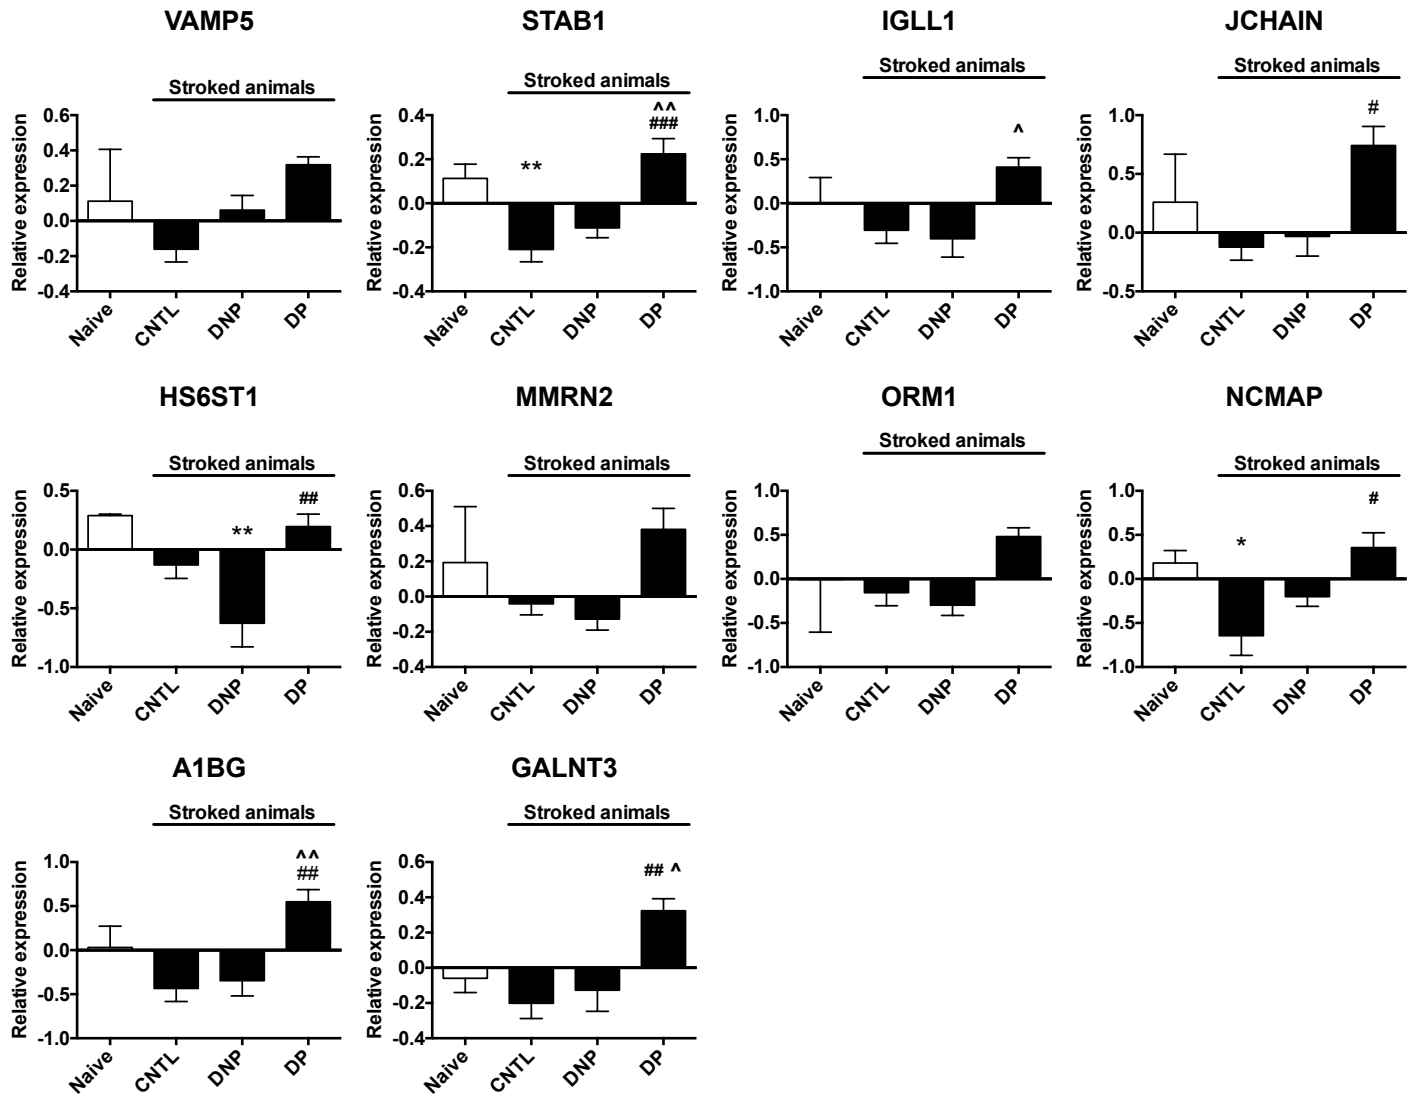 VAMP5
Stroked animals
Relative expression
0.6
0.4
0.2
0.0
-0.2
-0.4
Naive
CNTL
DNP
DP
STAB1
Stroked animals
Relative expression
0.4
0.2
0.0
-0.2
-0.4
**
^^
###
Naive
CNTL
DNP
DP
IGLL1
Stroked animals
Relative expression
1.0
0.5
0.0
-0.5
-1.0
^
Naive
CNTL
DNP
DP
JCHAIN
Stroked animals
Relative expression
1.0
0.5
0.0
-0.5
#
Naive
CNTL
DNP
DP
HS6ST1
Stroked animals
Relative expression
0.5
0.0
-0.5
-1.0
**
##
Naive
CNTL
DNP
DP
MMRN2
Stroked animals
Relative expression
0.6
0.4
0.2
0.0
-0.2
-0.4
Naive
CNTL
DNP
DP
ORM1
Stroked animals
Relative expression
1.0
0.5
0.0
-0.5
-1.0
Naive
CNTL
DNP
DP
NCMAP
Stroked animals
Relative expression
1.0
0.5
0.0
-0.5
-1.0
*
#
Naive
CNTL
DNP
DP
A1BG
Stroked animals
Relative expression
1.0
0.5
0.0
-0.5
-1.0
^^
##
Naive
CNTL
DNP
DP
GALNT3
Stroked animals
Relative expression
0.6
0.4
0.2
0.0
-0.2
-0.4
## ^
Naive
CNTL
DNP
DP